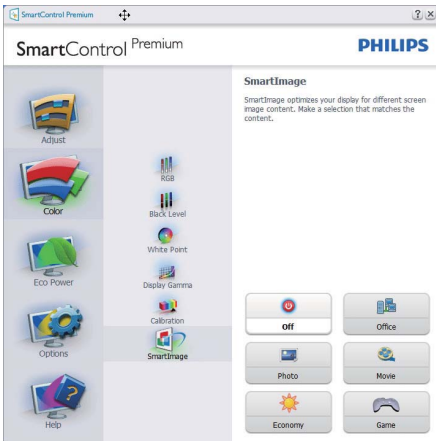 SmartControl Premium
SmartControl Premium
PHILIPS
Adjust
Color
Eco Power
Options
Help
RGB
Black Level
White Point
Display Gamma
Calibration
SmartImage
SmartImage
SmartImage optimizes your display for different screen
image content. Make a selection that matches the
content.
Off
Office
Photo
Movie
Economy
Game